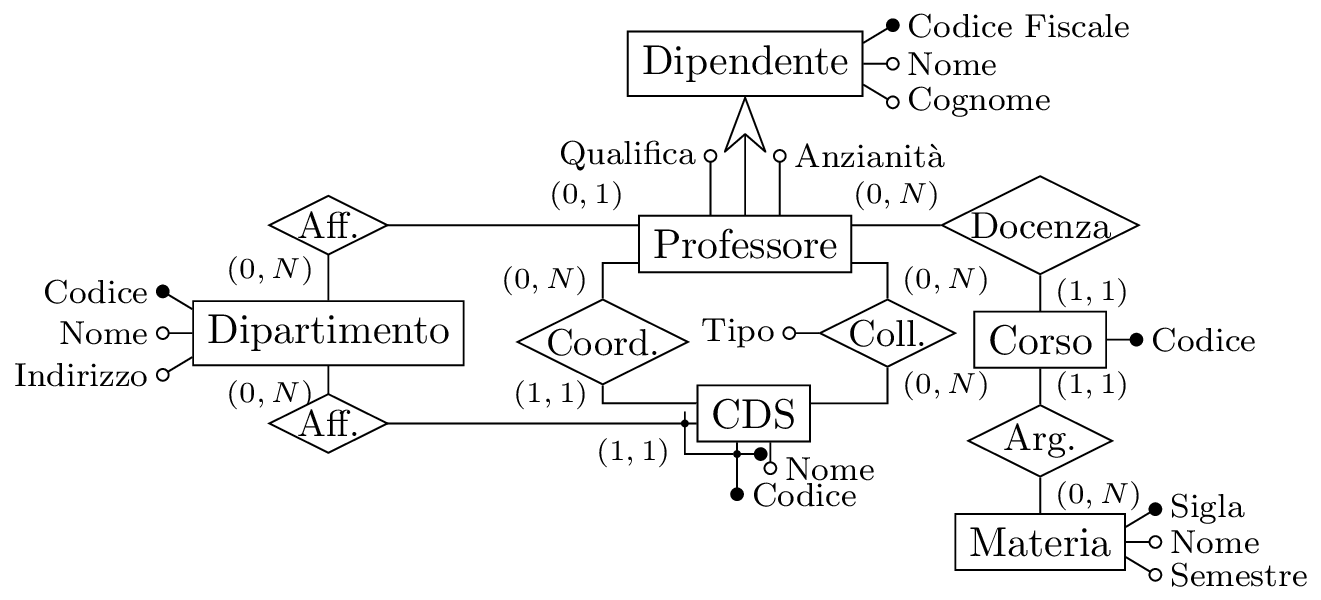 Codice Fiscale
Dipendente
Nome
Cognome
Qualifica
Anzianità
(0, 1)
(0, N)
Aff.
Docenza
Professore
(0, N)
(0, N)
(0, N)
Codice
(1, 1)
Nome
Dipartimento
Coord.
Tipo
Coll.
Corso
Codice
Indirizzo
(0, N)
(1, 1)
(0, N)
(1, 1)
Aff.
CDS
(1, 1)
Arg.
Nome
Codice
(0, N)
Sigla
Materia
Nome
Semestre